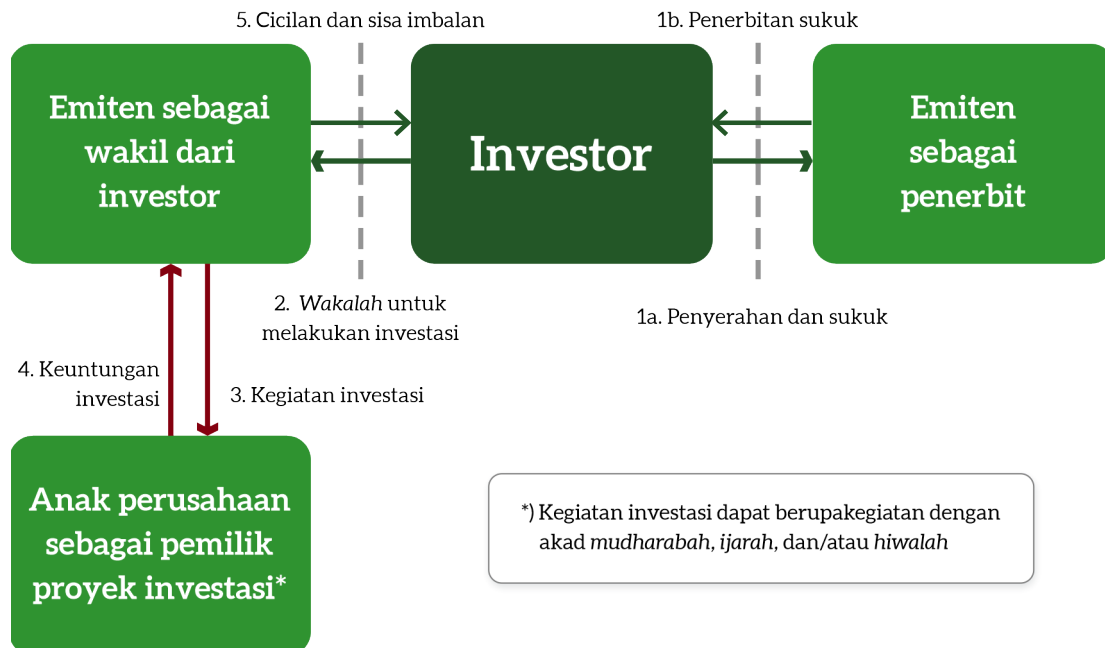 5. Cicilan dan sisa imbalan
1b. Penerbitan sukuk
Emiten sebagai
wakil dari
investor
Investor
Emiten
sebagai
penerbit
2. Wakalah untuk
melakukan investasi
1a. Penyerahan dan sukuk
4. Keuntungan
investasi
3. Kegiatan investasi
Anak perusahaan
sebagai pemilik
proyek investasi*
*) Kegiatan investasi dapat berupakegiatan dengan
akad mudharabah, ijarah, dan/atau hiwalah